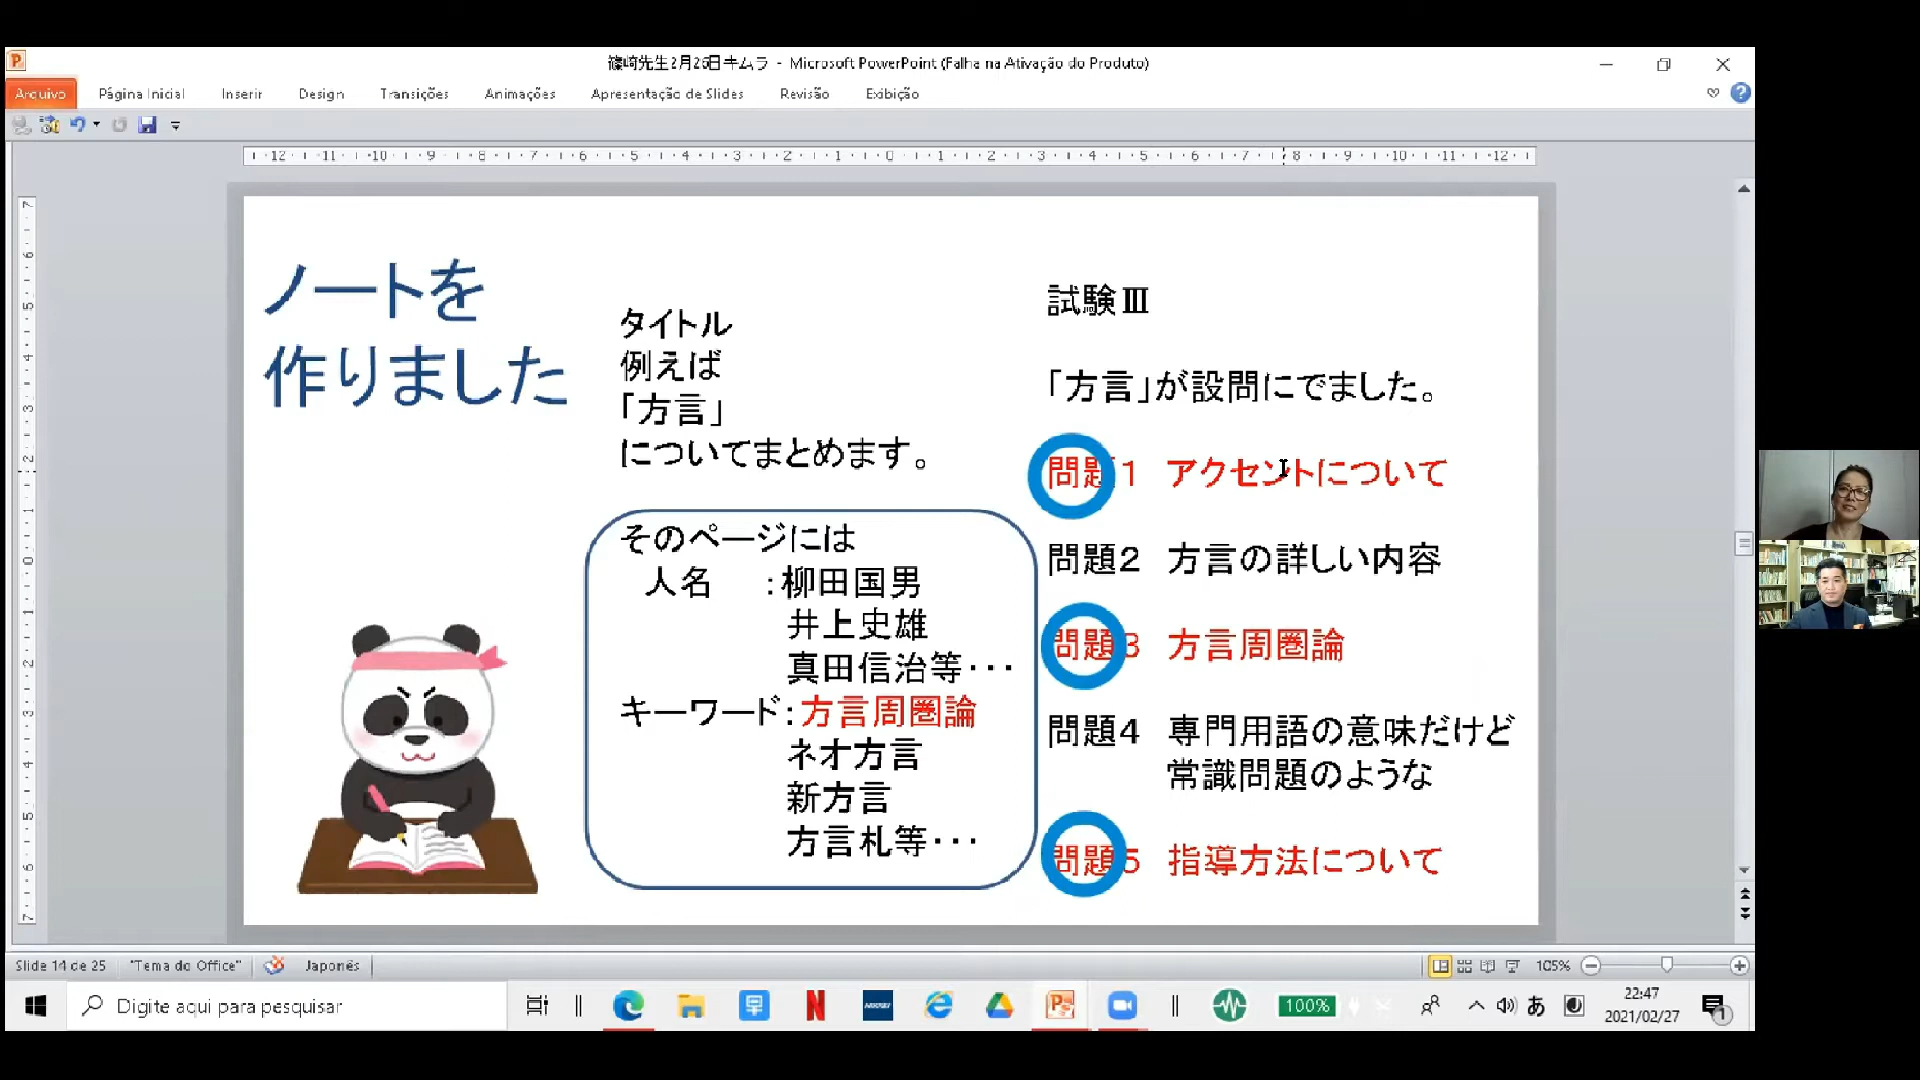 篠崎先生2月26日キムラ - Microsoft PowerPoint (Falha na Ativação do Produto)
Arquivo Página Inicial Inserir Design Transições Animações Apresentação de Slides Revisão Exibição
ノートを
作りました
タイトル
例えば
「方言」
についてまとめます。
そのページには
人名 :柳田国男
井上史雄
真田信治等・・・
キーワード:方言周圏論
ネオ方言
新方言
方言札等・・・
試験Ⅲ
「方言」が設問にでました。
問題1 アクセントについて
問題2 方言の詳しい内容
問題3 方言周圏論
問題4 専門用語の意味だけど
常識問題のような
問題5 指導方法について
Slide 14 de 25 "Tema do Office" Japonês 105%
Digite aqui para pesquisar 100% あ 22:47
2021/02/27